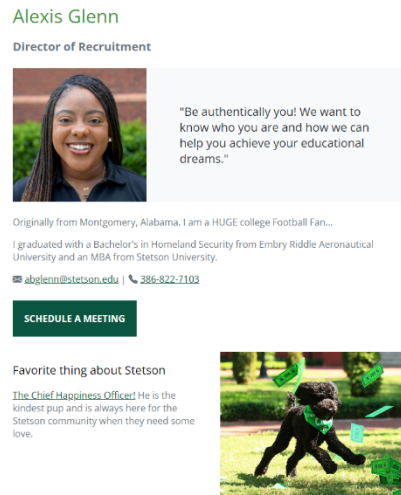 Alexis Glenn
Director of Recruitment
"Be authentically you! We want to
know who you are and how we can
help you achieve your educational
dreams."
Originally from Montgomery, Alabama. I am a HUGE college Football Fan...
I graduated with a Bachelor's in Homeland Security from Embry Riddle Aeronautical
University and an MBA from Stetson University.
abglenn@stetson.edu | 386-822-7103
SCHEDULE A MEETING
Favorite thing about Stetson
The Chief Happiness Officer! He is the
kindest pup and is always here for the
Stetson community when they need some
love.